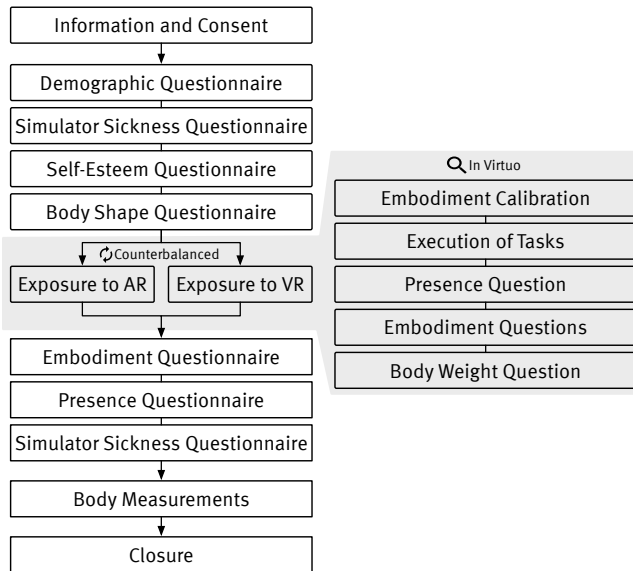 Information and Consent
Demographic Questionnaire
Simulator Sickness Questionnaire
Self-Esteem Questionnaire
Body Shape Questionnaire
Counterbalanced
Exposure to AR
Exposure to VR
Embodiment Questionnaire
Presence Questionnaire
Simulator Sickness Questionnaire
Body Measurements
Closure
In Virtuo
Embodiment Calibration
Execution of Tasks
Presence Question
Embodiment Questions
Body Weight Question